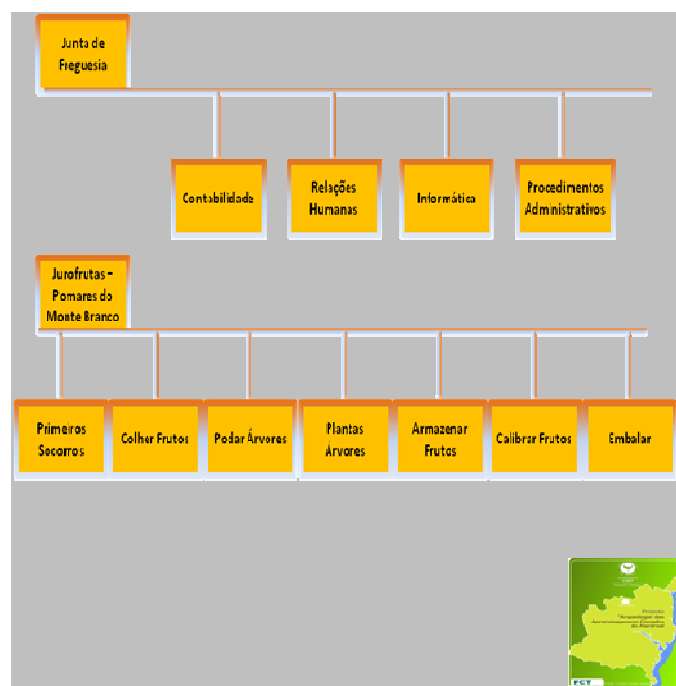 Junta de
Freguesia
Contabilidade
Relações
Humanas
Informática
Procedimentos
Administrativos
Jurofrutas –
Pomares do
Monte Branco
Primeiros
Socorros
Colher Frutos
Podar Árvores
Plantas
Árvores
Armazenar
Frutos
Calibrar Frutos
Embalar
FCT